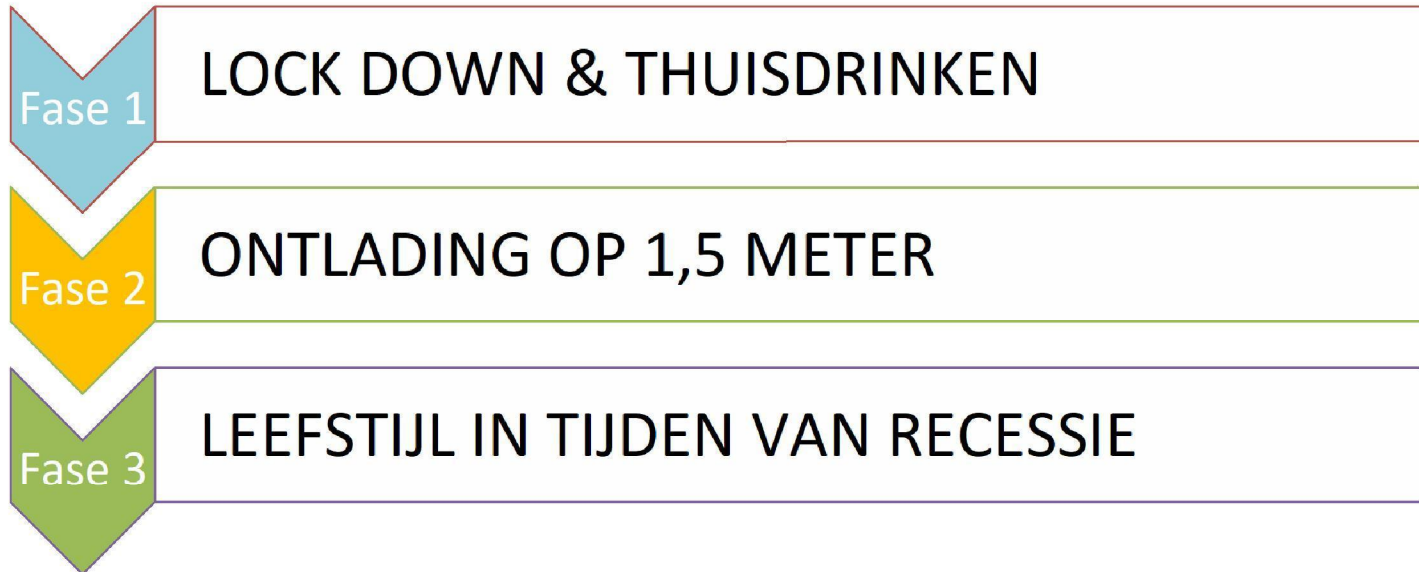 Fase 1
LOCK DOWN & THUISDRINKEN
Fase 2
ONTLADING OP 1,5 METER
Fase 3
LEEFSTIJL IN TIJDEN VAN RECESSIE